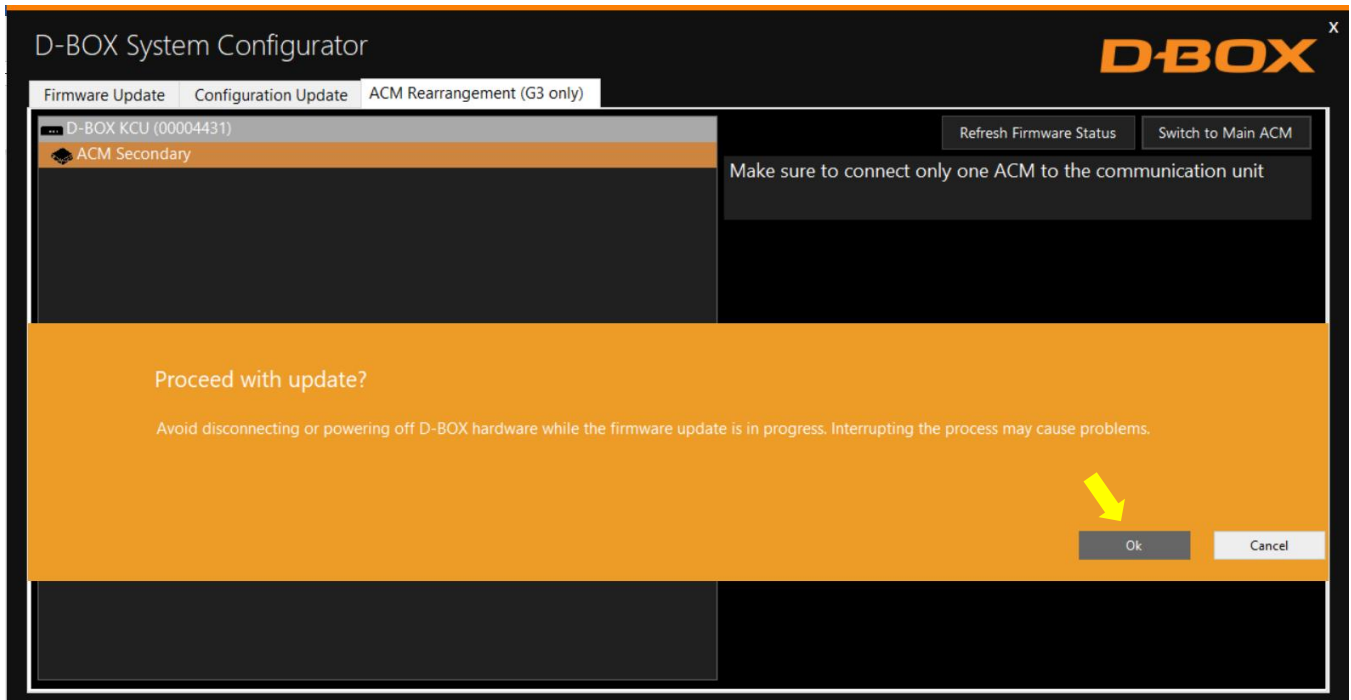 D-BOX System Configurator
D-BOX
X
Firmware Update
Configuration Update
ACM Rearrangement (G3 only)
D-BOX KCU (00004431)
Refresh Firmware Status
Switch to Main ACM
ACM Secondary
Make sure to connect only one ACM to the communication unit
Proceed with update?
Avoid disconnecting or powering off D-BOX hardware while the firmware update is in progress. Interrupting the process may cause problems.
Ok
Cancel